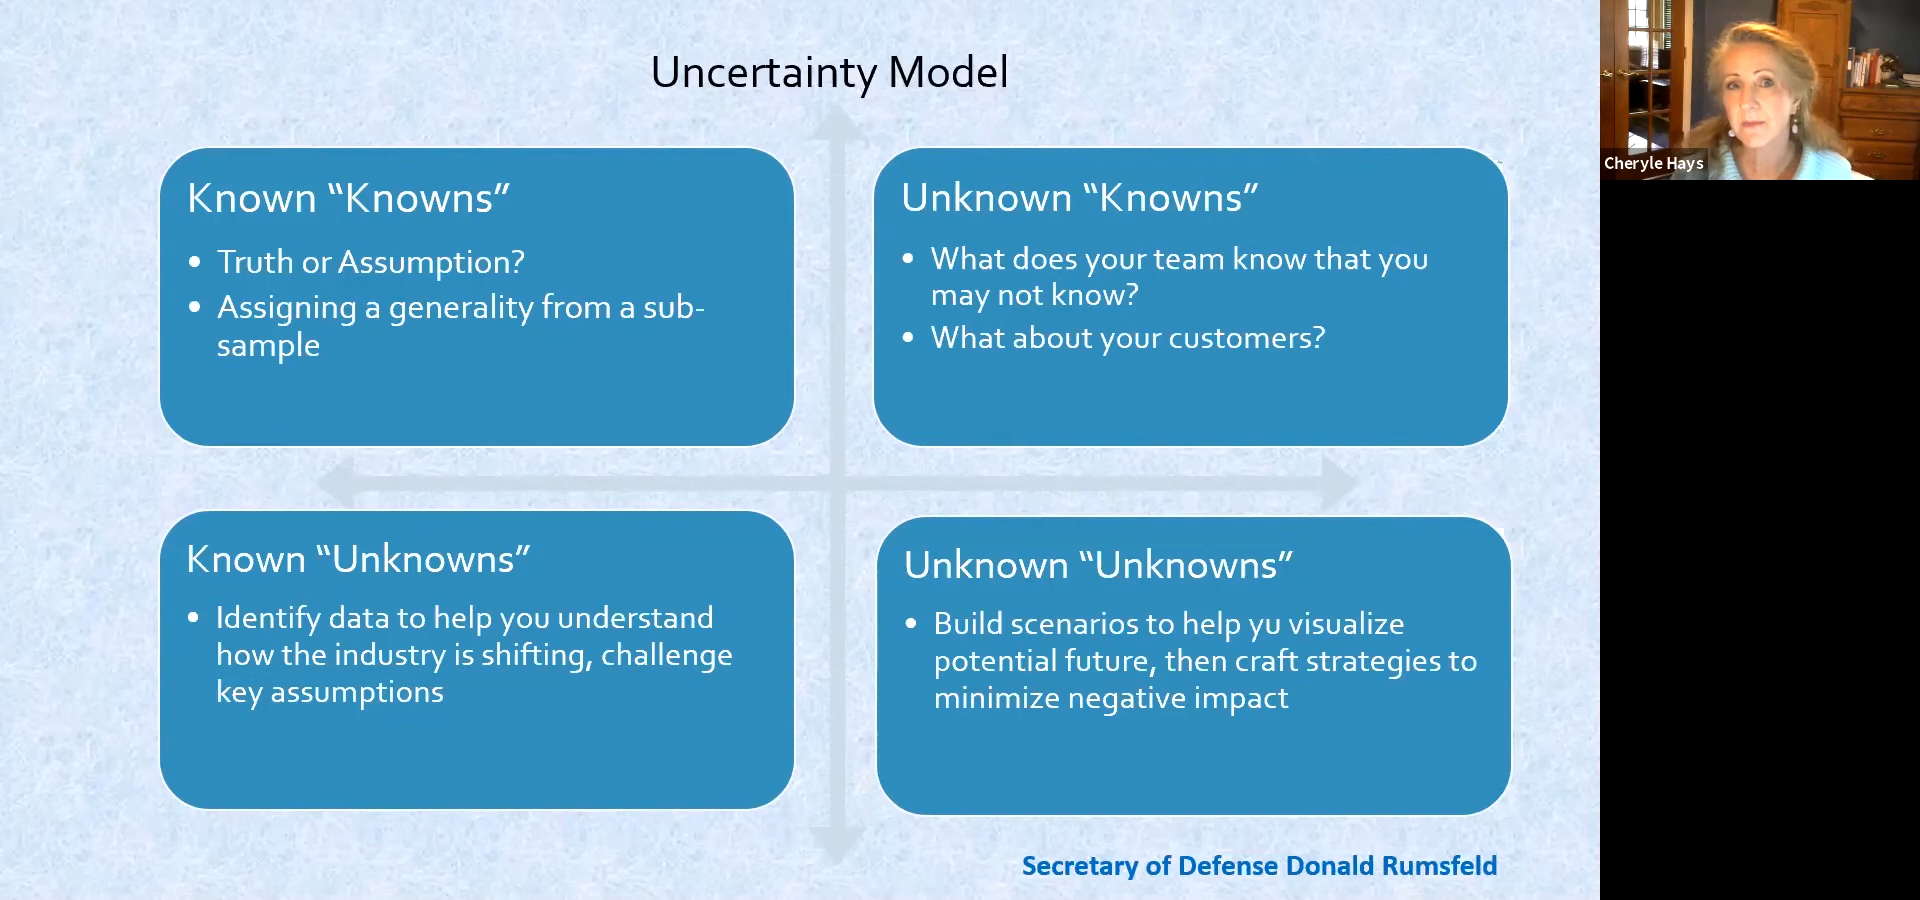 Uncertainty Model
Known “Knowns”
• Truth or Assumption?
• Assigning a generality from a sub-
sample
Unknown “Knowns”
• What does your team know that you
may not know?
• What about your customers?
Known “Unknowns”
• Identify data to help you understand
how the industry is shifting, challenge
key assumptions
Unknown “Unknowns”
• Build scenarios to help yu visualize
potential future, then craft strategies to
minimize negative impact
Secretary of Defense Donald Rumsfeld
Cheryle Hays